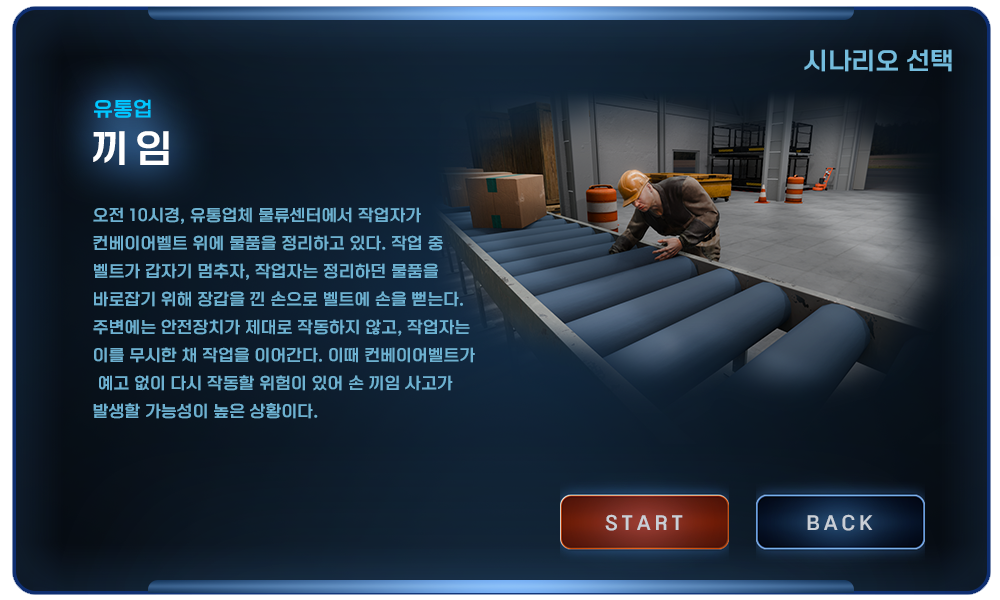 시나리오 선택
유통업
끼 임
오전 10시경, 유통업체 물류센터에서 작업자가
컨베이어벨트 위에 물품을 정리하고 있다. 작업 중
벨트가 갑자기 멈추자, 작업자는 정리하던 물품을
바로잡기 위해 장갑을 낀 손으로 벨트에 손을 뻗는다.
주변에는 안전장치가 제대로 작동하지 않고, 작업자는
이를 무시한 채 작업을 이어간다. 이때 컨베이어벨트가
예고 없이 다시 작동할 위험이 있어 손 끼임 사고가
발생할 가능성이 높은 상황이다.
START
BACK